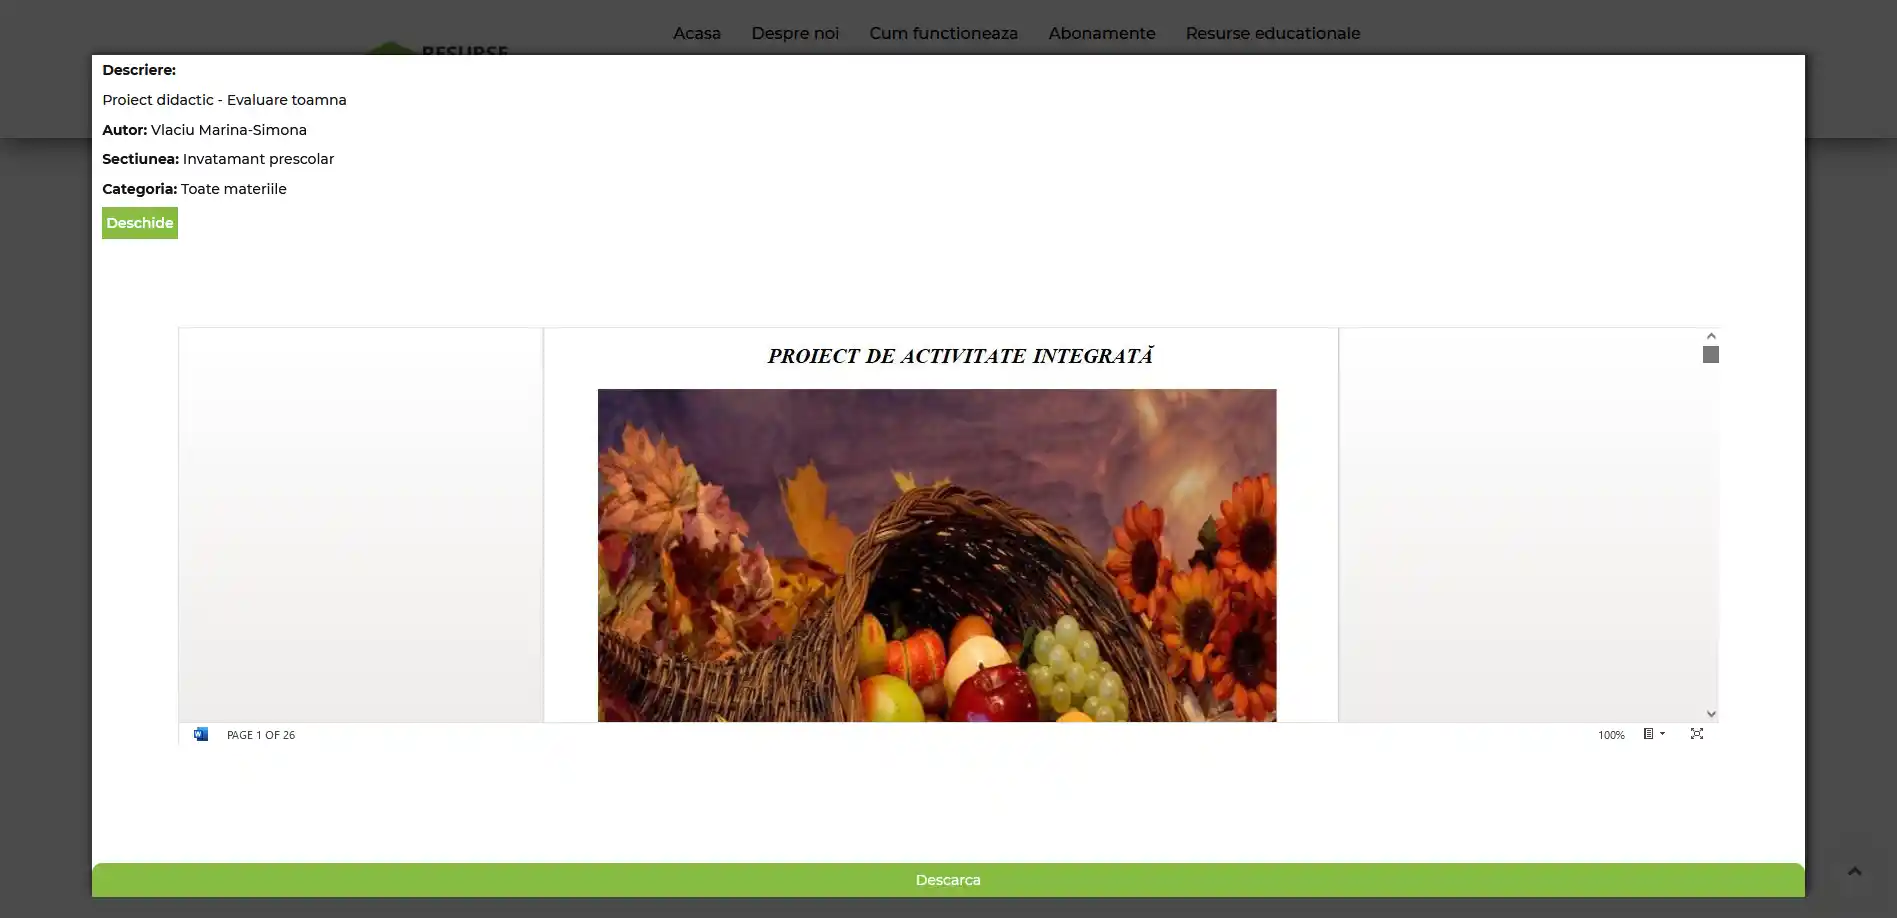 Acasa Despre noi Cum functioneaza Abonamente Resurse educationale
RESURSE
Descriere:
Proiect didactic - Evaluare toamna
Autor: Vlaciu Marina-Simona
Sectiunea: Invatamant prescolar
Categoria: Toate materiile
Deschide
PROIECT DE ACTIVITATE INTEGRATĂ
PAGE 1 OF 26
100%
Descarca